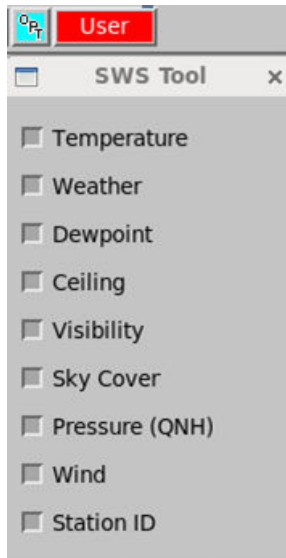 OPT User
SWS Tool
Temperature
Weather
Dewpoint
Ceiling
Visibility
Sky Cover
Pressure (QNH)
Wind
Station ID